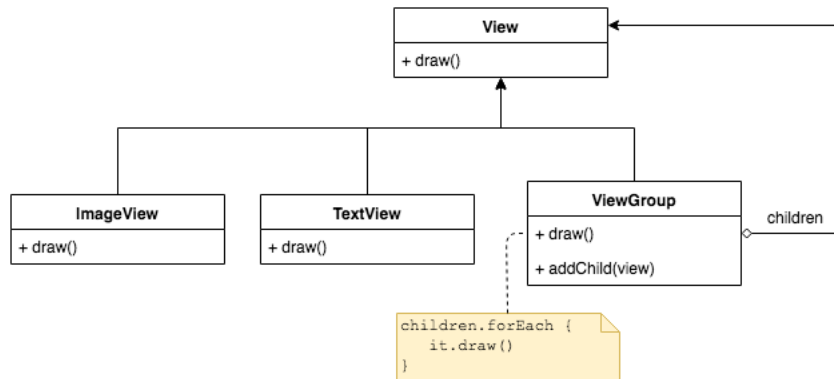 View
+ draw()
ImageView
+ draw()
TextView
+ draw()
ViewGroup
+ draw()
+ addChild(view)
children
children.forEach {
it.draw()
}